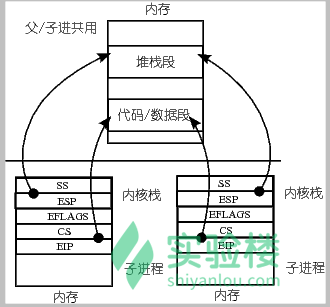 内存
父/子进共用
堆栈段
代码/数据段
SS
ESP
EFLAGS
CS
EIP
内核栈
子进程
内存
SS
ESP
EFLAGS
CS
EIP
内核栈
子进程
内存
实验楼
shiyanlou.com